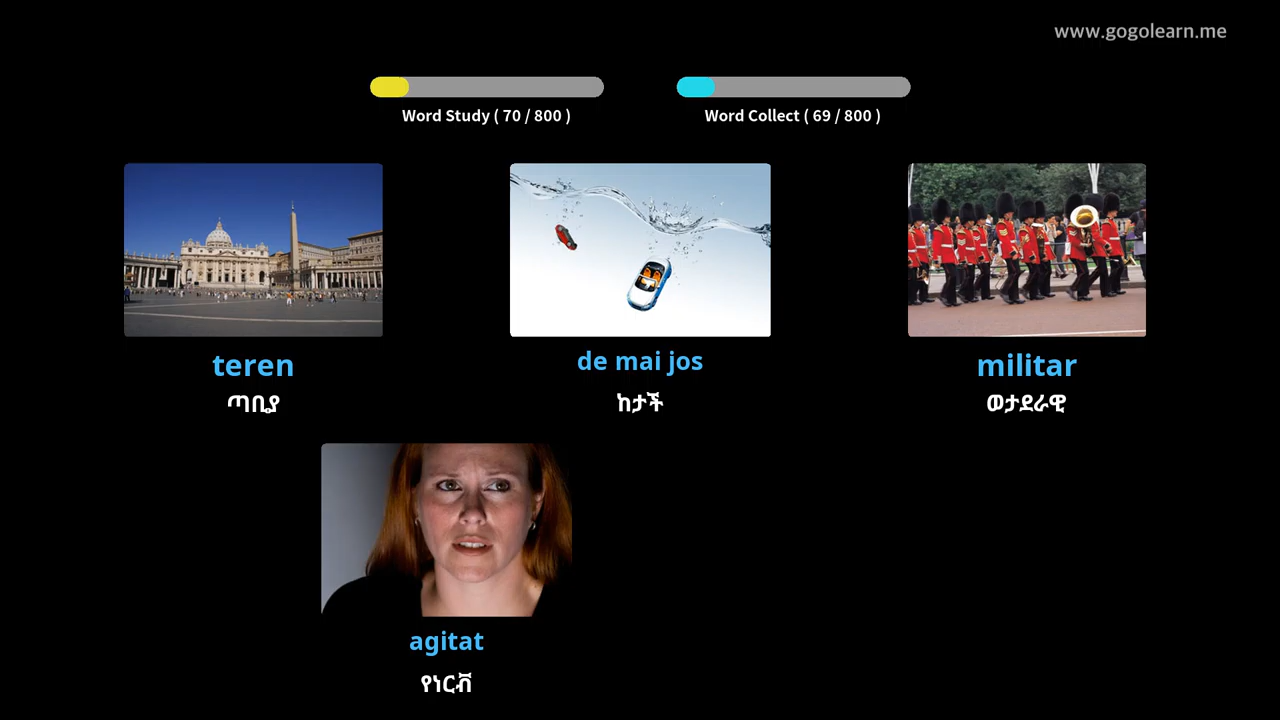 www.gogolearn.me
Word Study ( 70 / 800 )
Word Collect ( 69 / 800 )
teren
ጣቢያ
de mai jos
ከታች
militar
ወታደራዊ
agitat
የነርቭ